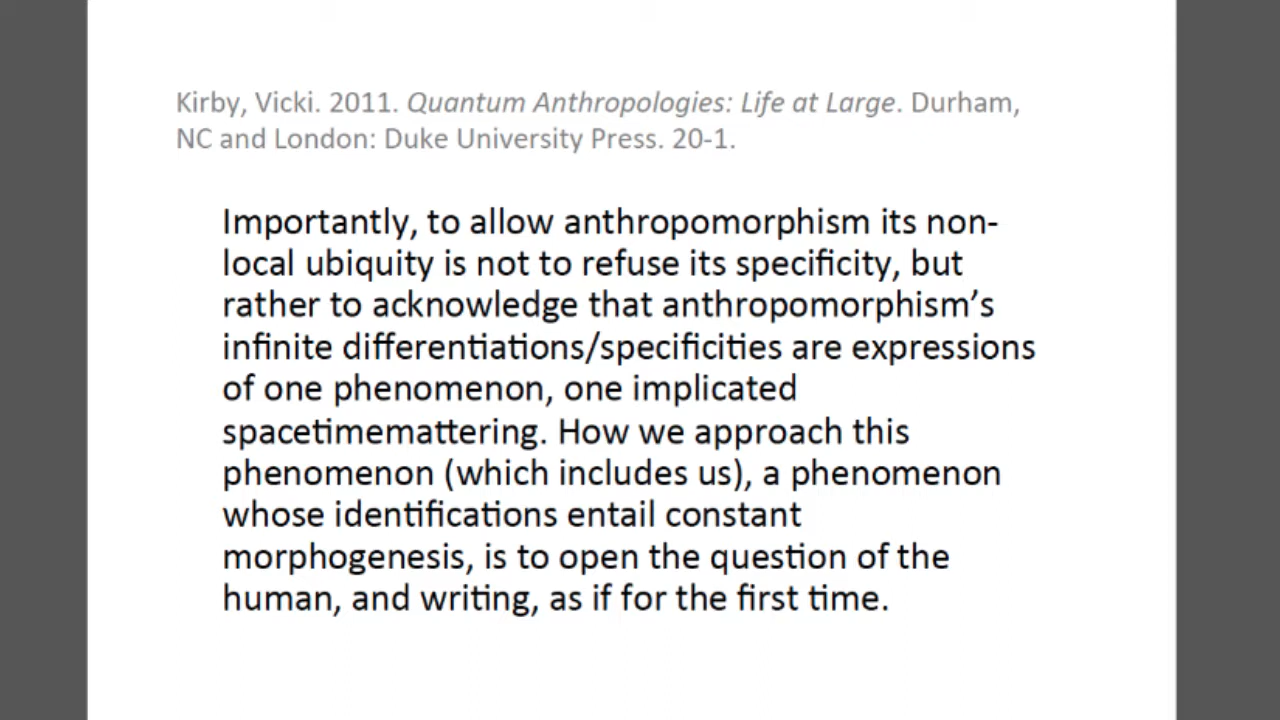 Kirby, Vicki. 2011. Quantum Anthropologies: Life at Large. Durham,
NC and London: Duke University Press. 20-1.
Importantly, to allow anthropomorphism its non-
local ubiquity is not to refuse its specificity, but
rather to acknowledge that anthropomorphism’s
infinite differentiations/specificities are expressions
of one phenomenon, one implicated
spacetimemattering. How we approach this
phenomenon (which includes us), a phenomenon
whose identifications entail constant
morphogenesis, is to open the question of the
human, and writing, as if for the first time.